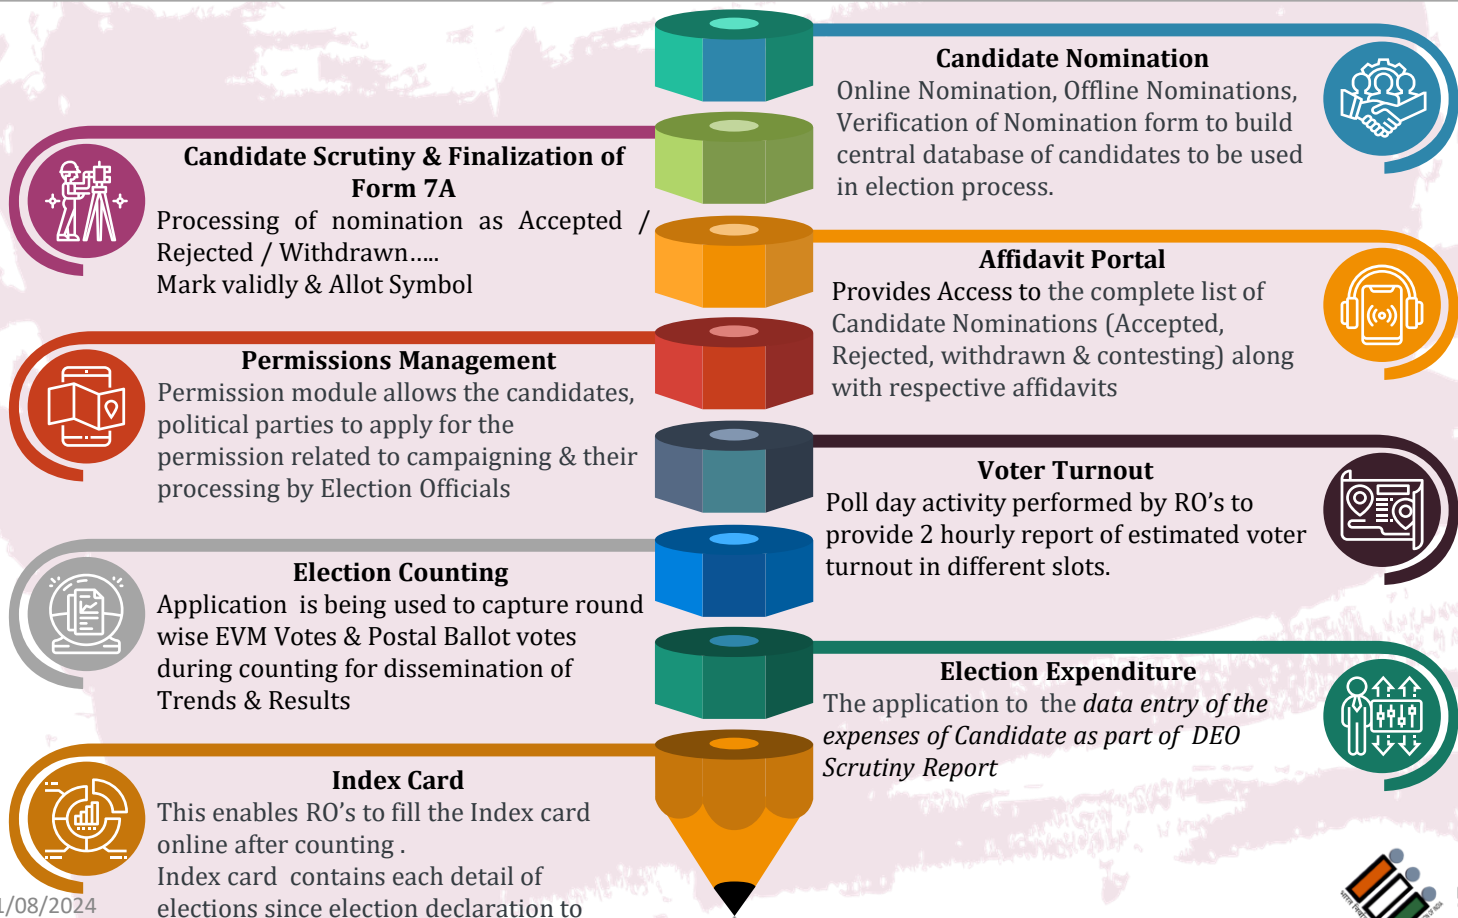 Candidate Nomination
Online Nomination, Offline Nominations,
Verification of Nomination form to build
central database of candidates to be used
in election process.
Candidate Scrutiny & Finalization of
Form 7A
Processing of nomination as Accepted /
Rejected / Withdrawn.....
Mark validly & Allot Symbol
Affidavit Portal
Provides Access to the complete list of
Candidate Nominations (Accepted,
Rejected, withdrawn & contesting) along
with respective affidavits
Permissions Management
Permission module allows the candidates,
political parties to apply for the
permission related to campaigning & their
processing by Election Officials
Voter Turnout
Poll day activity performed by RO’s to
provide 2 hourly report of estimated voter
turnout in different slots.
Election Counting
Application is being used to capture round
wise EVM Votes & Postal Ballot votes
during counting for dissemination of
Trends & Results
Election Expenditure
The application to the data entry of the
expenses of Candidate as part of DEO
Scrutiny Report
Index Card
This enables RO’s to fill the Index card
online after counting .
Index card contains each detail of
elections since election declaration to
1/08/2024